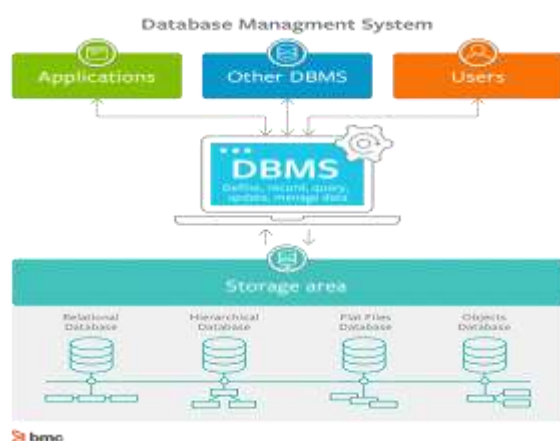 Database Managment System
Applications
Other DBMS
Users
DBMS
Define, record, query,
update, manage data
Storage area
Relational
Database
Hierarchical
Database
Flat Files
Database
Objects
Database
bmc